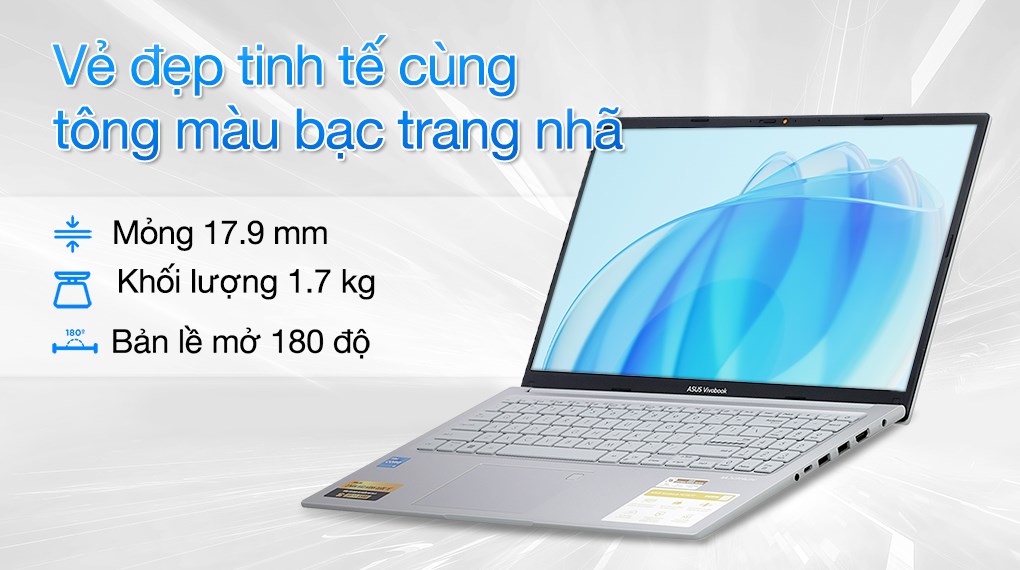 Vẻ đẹp tinh tế cùng
tông màu bạc trang nhã
Mỏng 17.9 mm
Khối lượng 1.7 kg
180º
Bản lề mở 180 độ
ASUS Vivobook